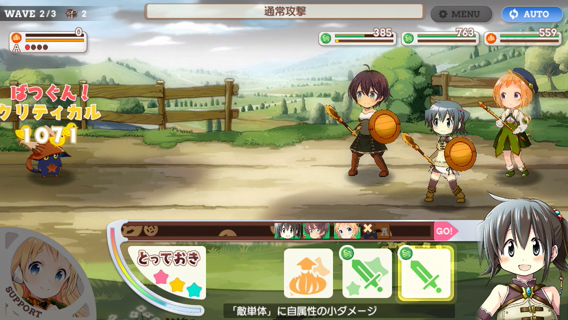 WAVE 2/3 2
通常攻撃
MENU
AUTO
0
A
385
763
559
ばつぐん!
クリティカル
1071
A
GO!
とっておき
SUPPORT
「敵単体」に自属性の小ダメージ